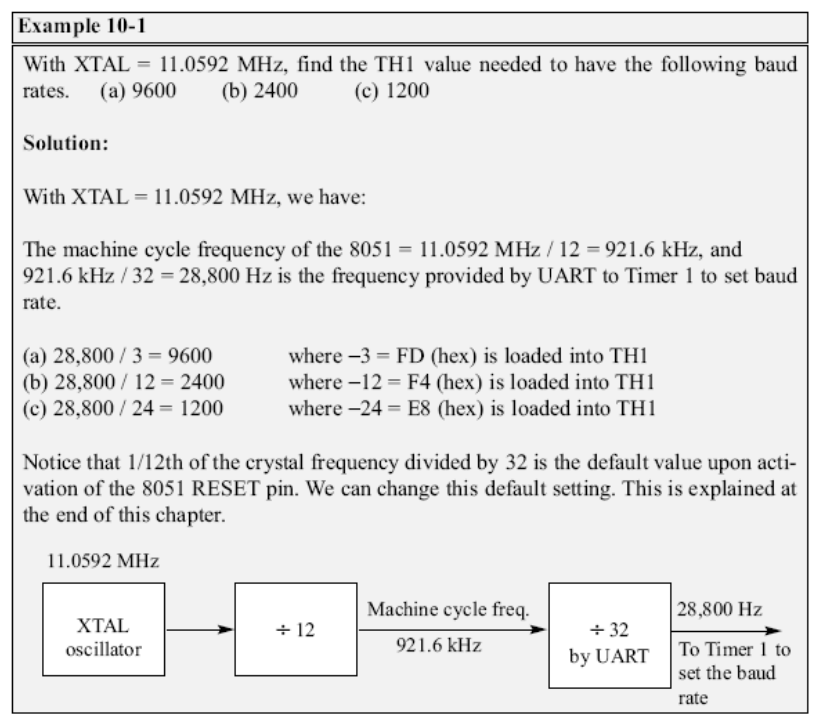 Example 10-1
With XTAL = 11.0592 MHz, find the TH1 value needed to have the following baud
rates. (a) 9600 (b) 2400 (c) 1200
Solution:
With XTAL = 11.0592 MHz, we have:
The machine cycle frequency of the 8051 = 11.0592 MHz / 12 = 921.6 kHz, and
921.6 kHz / 32 = 28,800 Hz is the frequency provided by UART to Timer 1 to set baud
rate.
(a) 28,800 / 3 = 9600 where −3 = FD (hex) is loaded into TH1
(b) 28,800 / 12 = 2400 where −12 = F4 (hex) is loaded into TH1
(c) 28,800 / 24 = 1200 where −24 = E8 (hex) is loaded into TH1
Notice that 1/12th of the crystal frequency divided by 32 is the default value upon acti-
vation of the 8051 RESET pin. We can change this default setting. This is explained at
the end of this chapter.
11.0592 MHz
XTAL
oscillator
÷ 12
Machine cycle freq.
921.6 kHz
÷ 32
by UART
28,800 Hz
To Timer 1 to
set the baud
rate